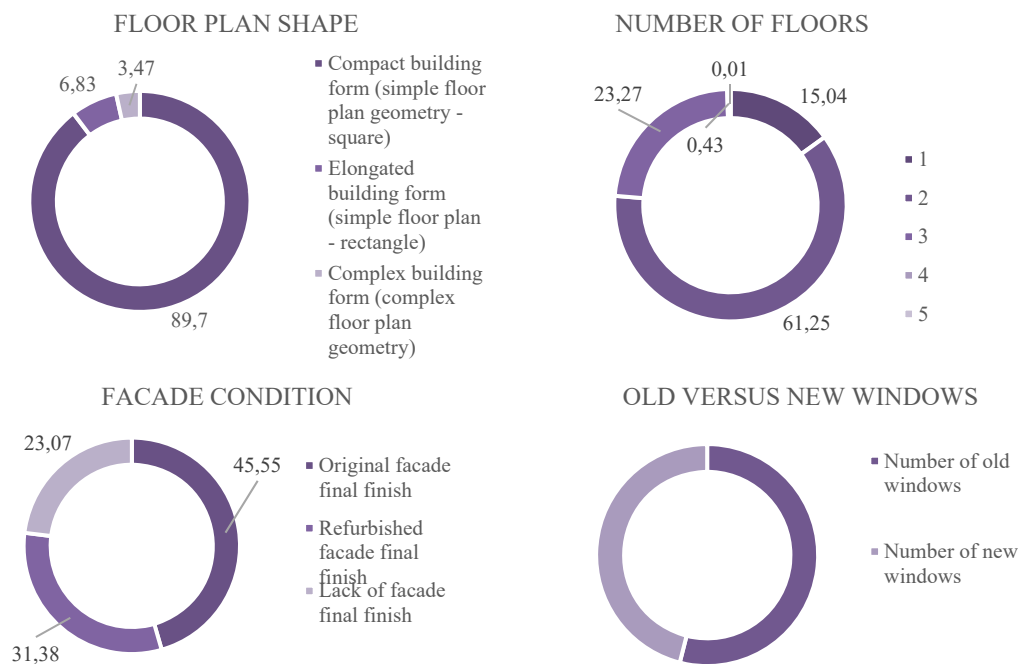 FLOOR PLAN SHAPE
3,47
6,83
89,7
Compact building
form (simple floor
plan geometry -
square)
Elongated
building form
(simple floor plan
- rectangle)
Complex building
form (complex
floor plan
geometry)
NUMBER OF FLOORS
0,01
23,27
15,04
0,43
61,25
1
2
3
4
5
FACADE CONDITION
23,07
45,55
31,38
Original facade
final finish
Refurbished
facade final
finish
Lack of facade
final finish
OLD VERSUS NEW WINDOWS
Number of old
windows
Number of new
windows